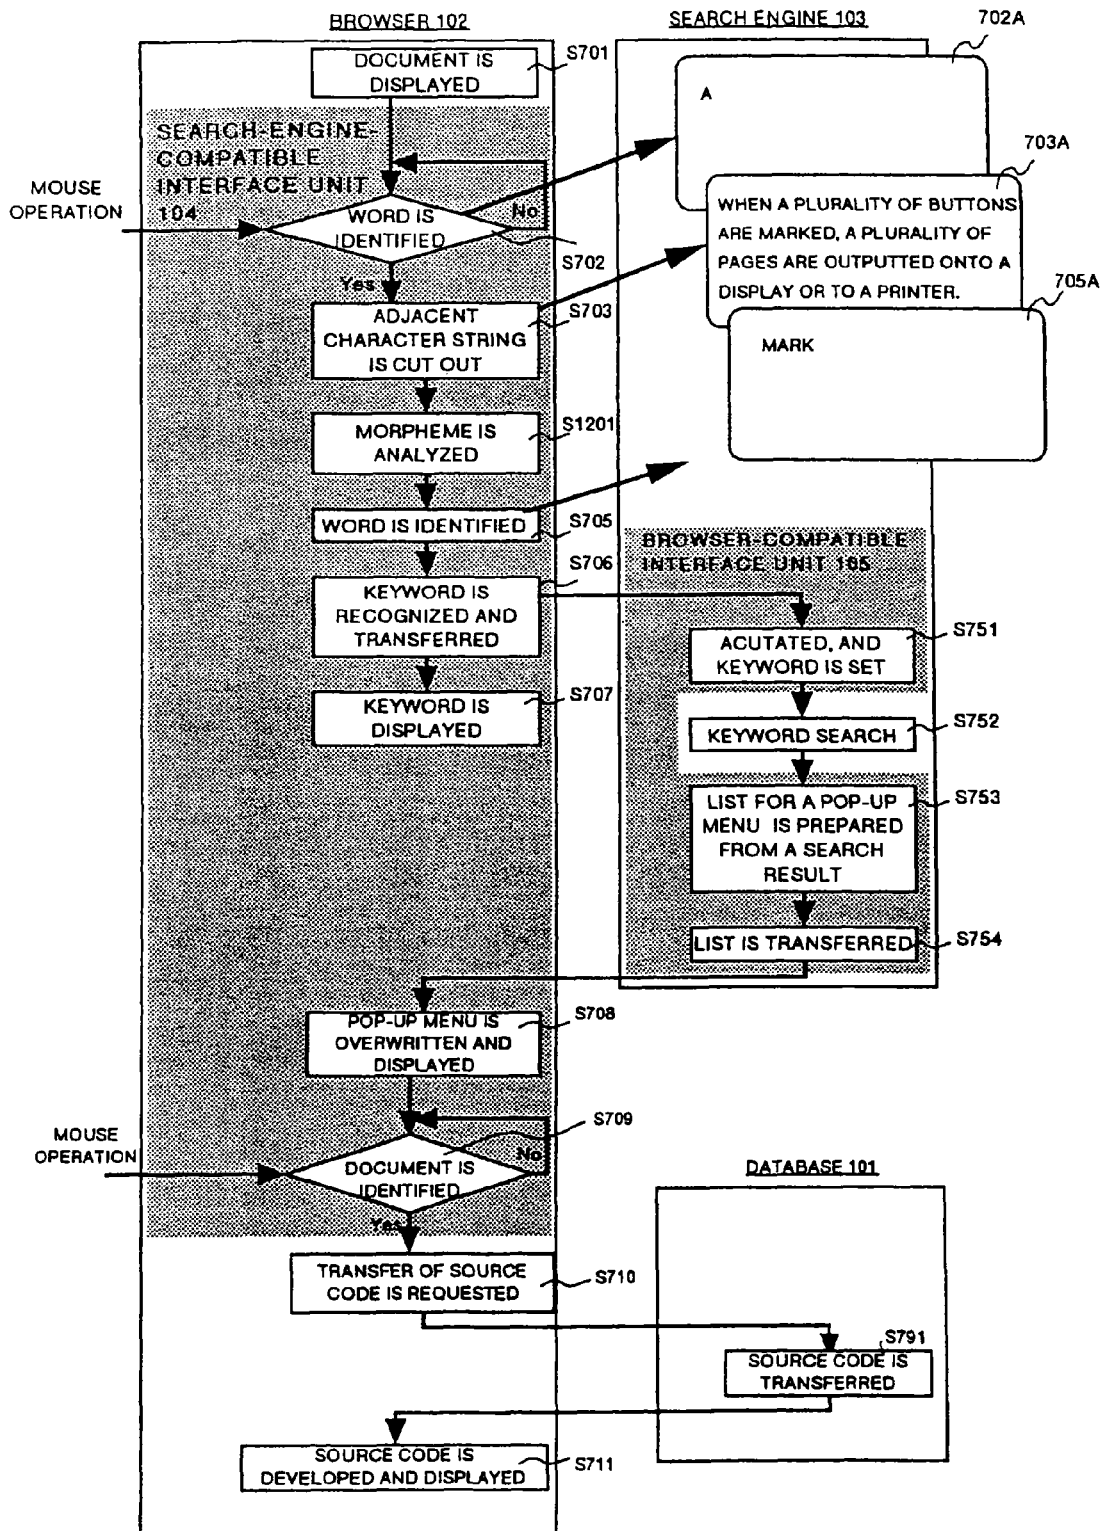 BROWSER 102
SEARCH ENGINE 103
702A
DOCUMENT IS
DISPLAYED
S701
A
SEARCH-ENGINE-
COMPATIBLE
INTERFACE UNIT
104
703A
MOUSE
OPERATION
WORD IS
IDENTIFIED
No
S702
Yes
WHEN A PLURALITY OF BUTTONS
ARE MARKED, A PLURALITY OF
PAGES ARE OUTPUTTED ONTO A
DISPLAY OR TO A PRINTER.
705A
ADJACENT
CHARACTER STRING
IS CUT OUT
S703
MARK
MORPHEME IS
ANALYZED
S1201
WORD IS IDENTIFIED
S705
BROWSER-COMPATIBLE
INTERFACE UNIT 105
KEYWORD IS
RECOGNIZED AND
TRANSFERRED
S706
ACUTATED, AND
KEYWORD IS SET
S751
KEYWORD IS
DISPLAYED
S707
KEYWORD SEARCH
S752
LIST FOR A POP-UP
MENU IS PREPARED
FROM A SEARCH
RESULT
S753
LIST IS TRANSFERRED
S754
POP-UP MENU IS
OVERWRITTEN AND
DISPLAYED
S708
MOUSE
OPERATION
DOCUMENT IS
IDENTIFIED
No
S709
Yes
DATABASE 101
TRANSFER OF SOURCE
CODE IS REQUESTED
S710
SOURCE CODE IS
TRANSFERRED
S791
SOURCE CODE IS
DEVELOPED AND DISPLAYED
S711